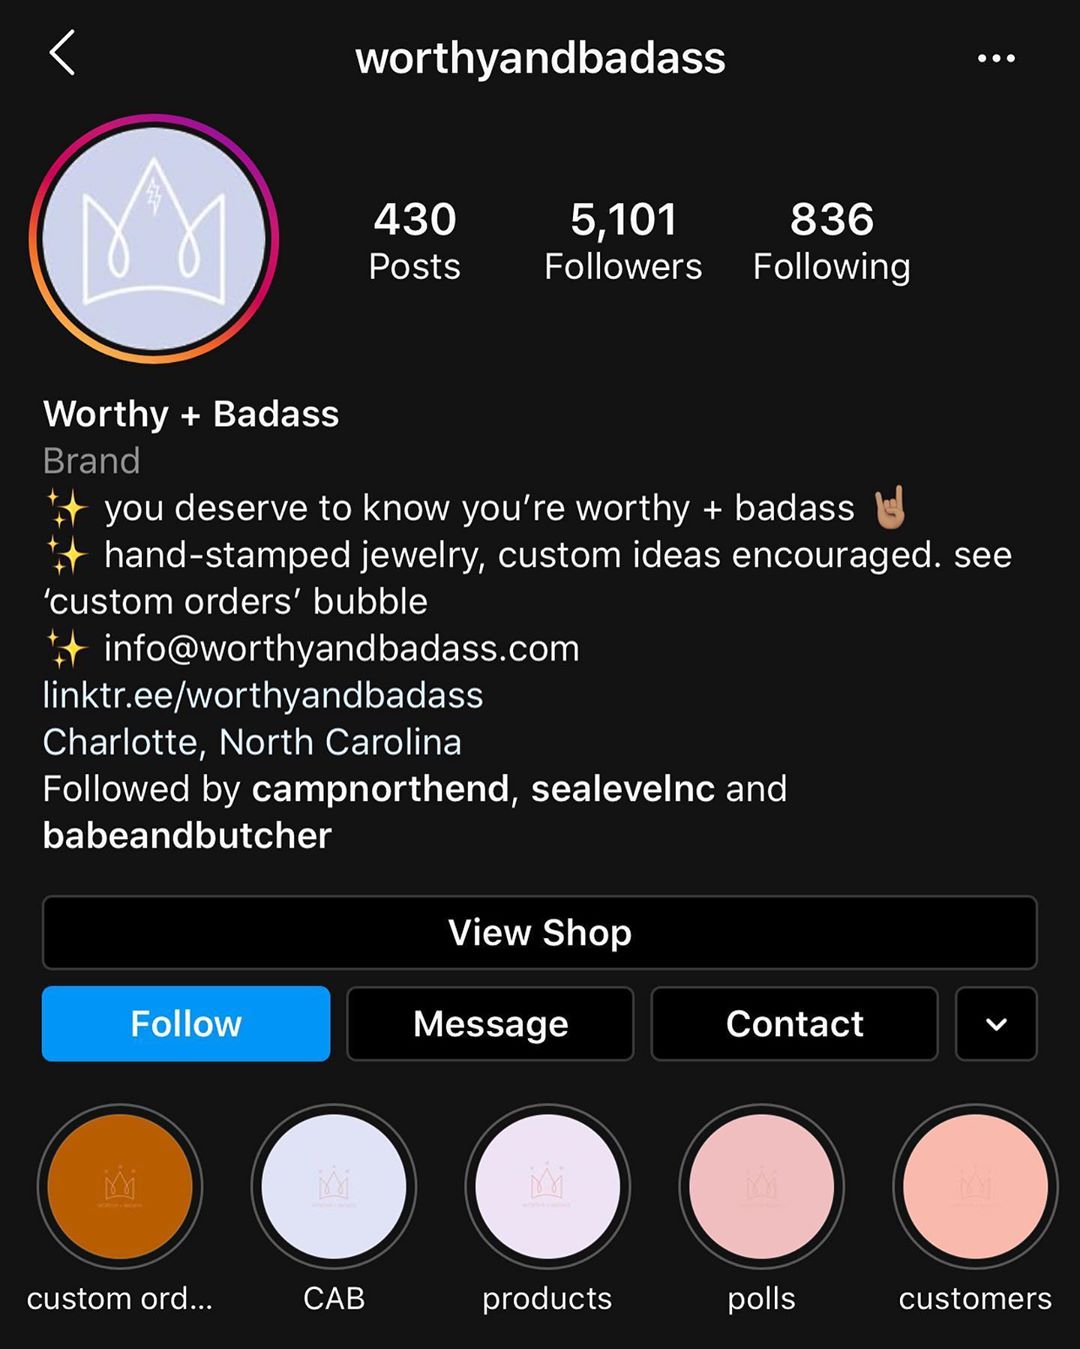 worthyandbadass
430
5,101
836
Posts
Followers
Following
Worthy + Badass
Brand
✨ you deserve to know you’re worthy + badass 🤘🏽
✨ hand-stamped jewelry, custom ideas encouraged. see
‘custom orders’ bubble
✨ info@worthyandbadass.com
linktr.ee/worthyandbadass
Charlotte, North Carolina
Followed by campnorthend, sealevelnc and
babeandbutcher
View Shop
Follow
Message
Contact
custom ord...
CAB
products
polls
customers